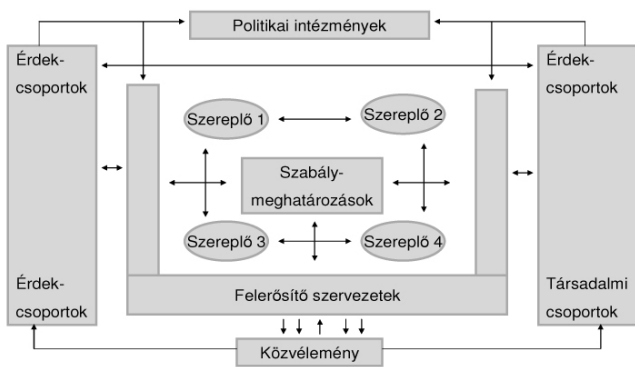 Politikai intézmények
Érdek-
csoportok
Érdek-
csoportok
Szereplő 1
Szereplő 2
Szabály-
meghatározások
Szereplő 3
Szereplő 4
Érdek-
csoportok
Társadalmi
csoportok
Felerősítő szervezetek
Közvélemény